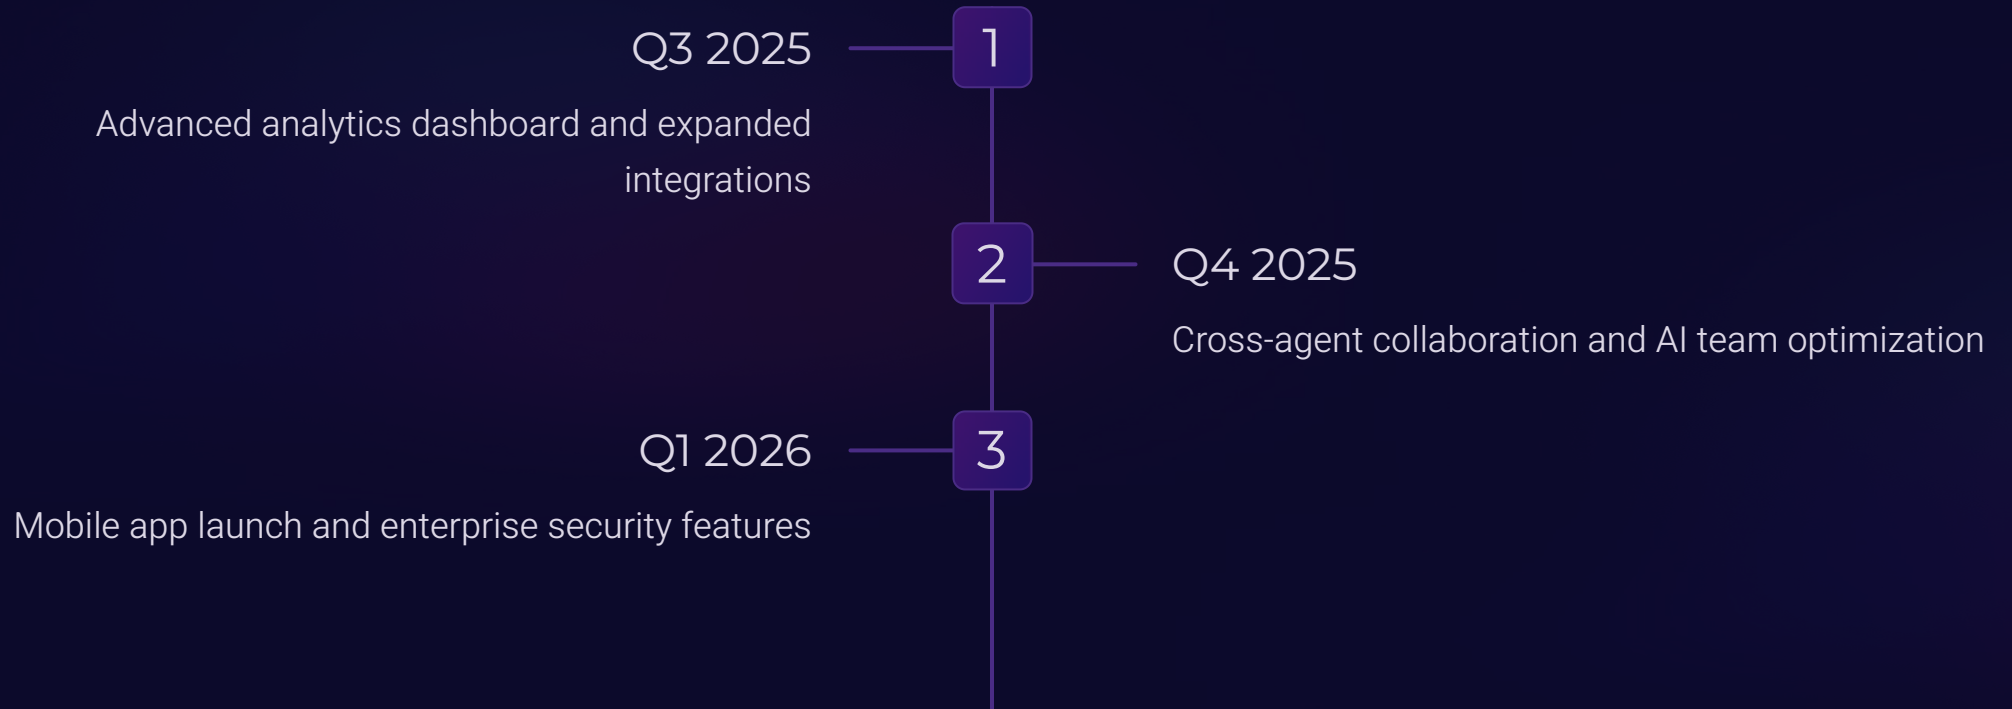 Q3 2025
1
Advanced analytics dashboard and expanded
integrations
2
Q4 2025
Cross-agent collaboration and AI team optimization
Q1 2026
3
Mobile app launch and enterprise security features